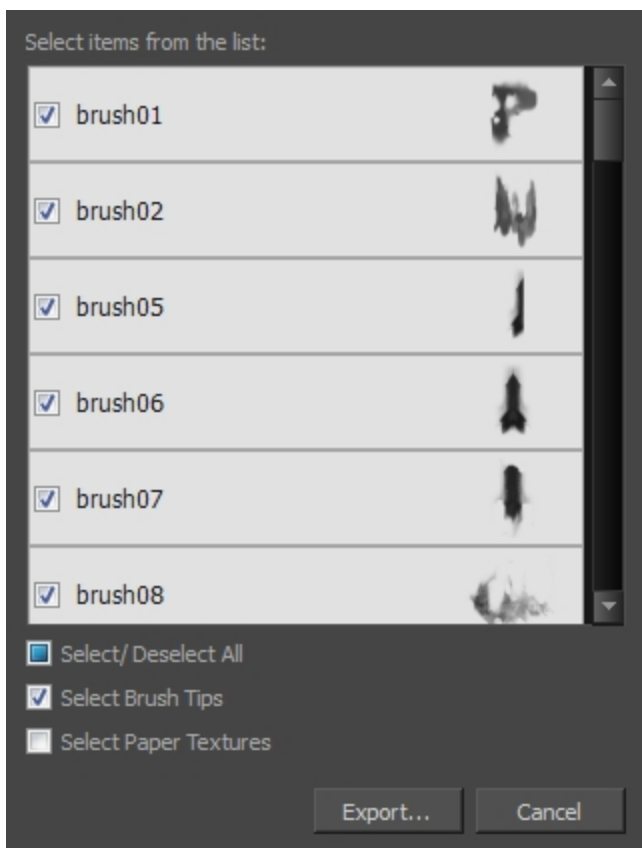 Select items from the list:
brush01
brush02
brush05
brush06
brush07
brush08
Select/ Deselect All
Select Brush Tips
Select Paper Textures
Export... Cancel